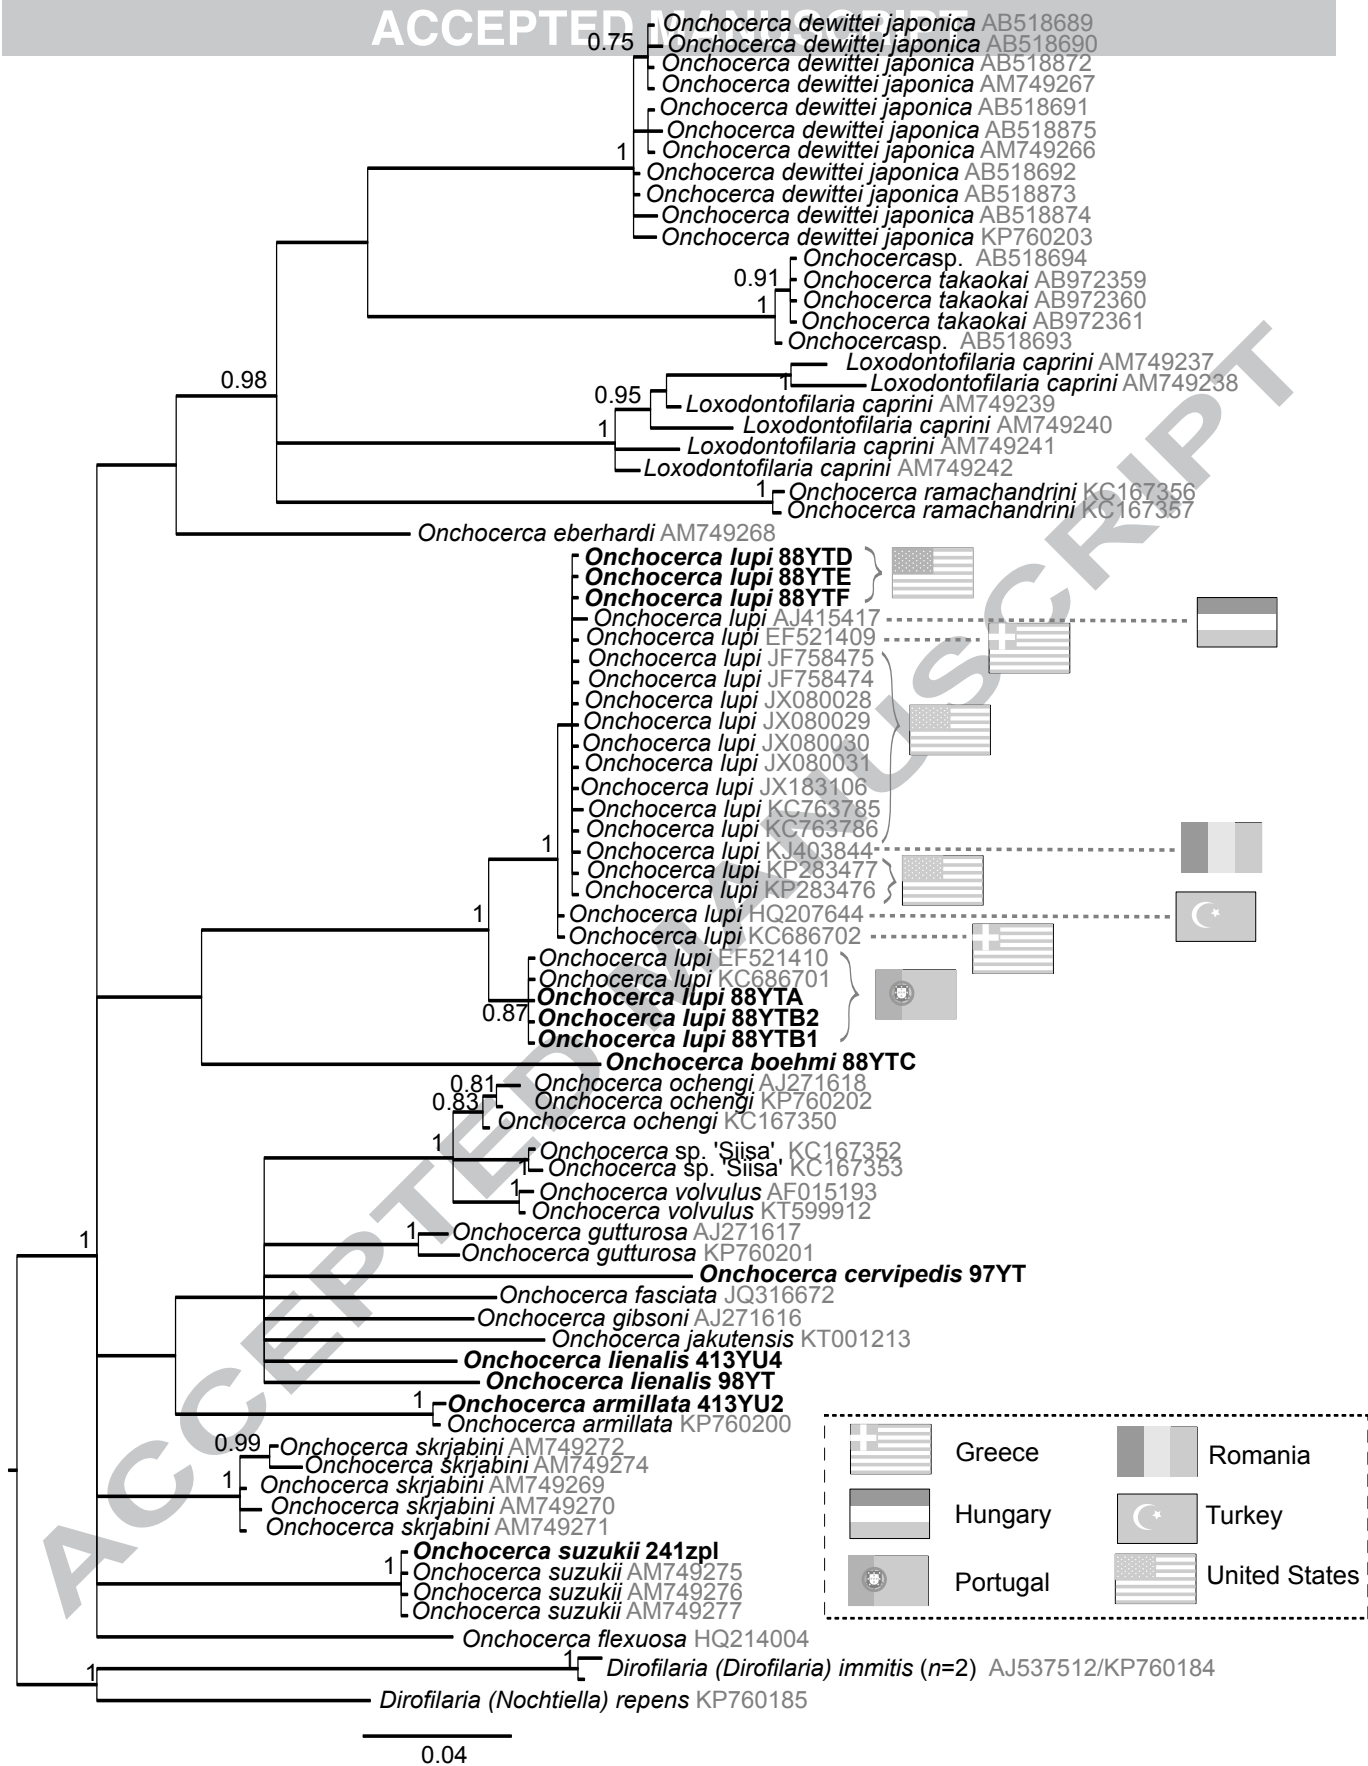 ACCEPTED MANUSCRIPT
Onchocerca dewittei japonica AB518689
0.75
Onchocerca dewittei japonica AB518690
Onchocerca dewittei japonica AB518872
Onchocerca dewittei japonica AM749267
Onchocerca dewittei japonica AB518691
Onchocerca dewittei japonica AB518875
1
Onchocerca dewittei japonica AM749266
Onchocerca dewittei japonica AB518692
Onchocerca dewittei japonica AB518873
Onchocerca dewittei japonica AB518874
Onchocerca dewittei japonica KP760203
Onchocercasp. AB518694
0.91
Onchocerca takaokai AB972359
1
Onchocerca takaokai AB972360
Onchocerca takaokai AB972361
Onchocercasp. AB518693
Loxodontofilaria caprini AM749237
0.98
1
Loxodontofilaria caprini AM749238
0.95
Loxodontofilaria caprini AM749239
1
Loxodontofilaria caprini AM749240
Loxodontofilaria caprini AM749241
Loxodontofilaria caprini AM749242
1
Onchocerca ramachandrini KC167356
Onchocerca ramachandrini KC167357
Onchocerca eberhardi AM749268
Onchocerca lupi 88YTD
Onchocerca lupi 88YTE
Onchocerca lupi 88YTF
Onchocerca lupi AJ415417
Onchocerca lupi EF521409
Onchocerca lupi JF758475
Onchocerca lupi JF758474
Onchocerca lupi JX080028
Onchocerca lupi JX080029
Onchocerca lupi JX080030
Onchocerca lupi JX080031
Onchocerca lupi JX183106
Onchocerca lupi KC763785
Onchocerca lupi KC763786
1
Onchocerca lupi KJ403844
Onchocerca lupi KP283477
Onchocerca lupi KP283476
1
Onchocerca lupi HQ207644
Onchocerca lupi KC686702
Onchocerca lupi EF521410
Onchocerca lupi KC686701
Onchocerca lupi 88YTA
0.87
Onchocerca lupi 88YTB2
Onchocerca lupi 88YTB1
Onchocerca boehmi 88YTC
0.81
Onchocerca ochengi AJ271618
0.83
Onchocerca ochengi KP760202
Onchocerca ochengi KC167350
1
Onchocerca sp. 'Siisa' KC167352
1
Onchocerca sp. 'Siisa' KC167353
1
Onchocerca volvulus AF015193
Onchocerca volvulus KT599912
1
Onchocerca gutturosa AJ271617
1
Onchocerca gutturosa KP760201
Onchocerca cervipedis 97YT
Onchocerca fasciata JQ316672
Onchocerca gibsoni AJ271616
Onchocerca jakutensis KT001213
Onchocerca lienalis 413YU4
Onchocerca lienalis 98YT
1
Onchocerca armillata 413YU2
Onchocerca armillata KP760200
0.99
Onchocerca skrjabini AM749272
Onchocerca skrjabini AM749274
1
Onchocerca skrjabini AM749269
Onchocerca skrjabini AM749270
Onchocerca skrjabini AM749271
Onchocerca suzukii 241zpl
1
Onchocerca suzukii AM749275
Onchocerca suzukii AM749276
Onchocerca suzukii AM749277
Onchocerca flexuosa HQ214004
1
1
Dirofilaria (Dirofilaria) immitis (n=2) AJ537512/KP760184
Dirofilaria (Nochtiella) repens KP760185
0.04
Greece
Romania
Hungary
Turkey
Portugal
United States
ACCEPTED MANUSCRIPT